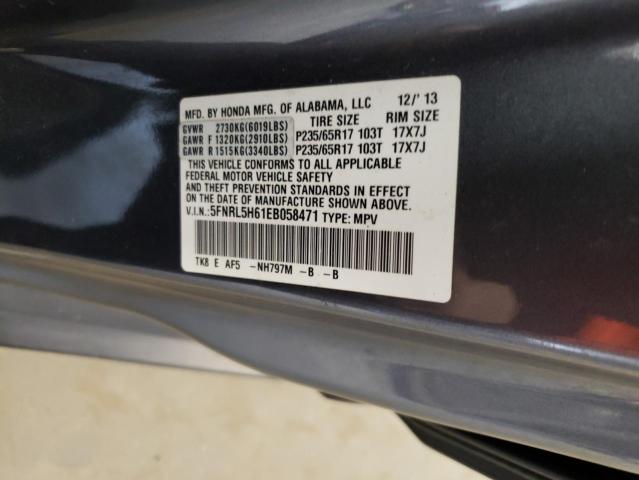 MFD. BY HONDA MFG. OF ALABAMA, LLC 12/' 13
TIRE SIZE RIM SIZE
GVWR 2730KG(6019LBS)
GAWR F 1320KG(2910LBS) P235/65R17 103T 17X7J
GAWR R 1515KG(3340LBS) P235/65R17 103T 17X7J
THIS VEHICLE CONFORMS TO ALL APPLICABLE
FEDERAL MOTOR VEHICLE SAFETY
AND THEFT PREVENTION STANDARDS IN EFFECT
ON THE DATE OF MANUFACTURE SHOWN ABOVE.
V.I.N.: 5FNRL5H61EB058471 TYPE: MPV
TK8 E AF5 -NH797M -B -B